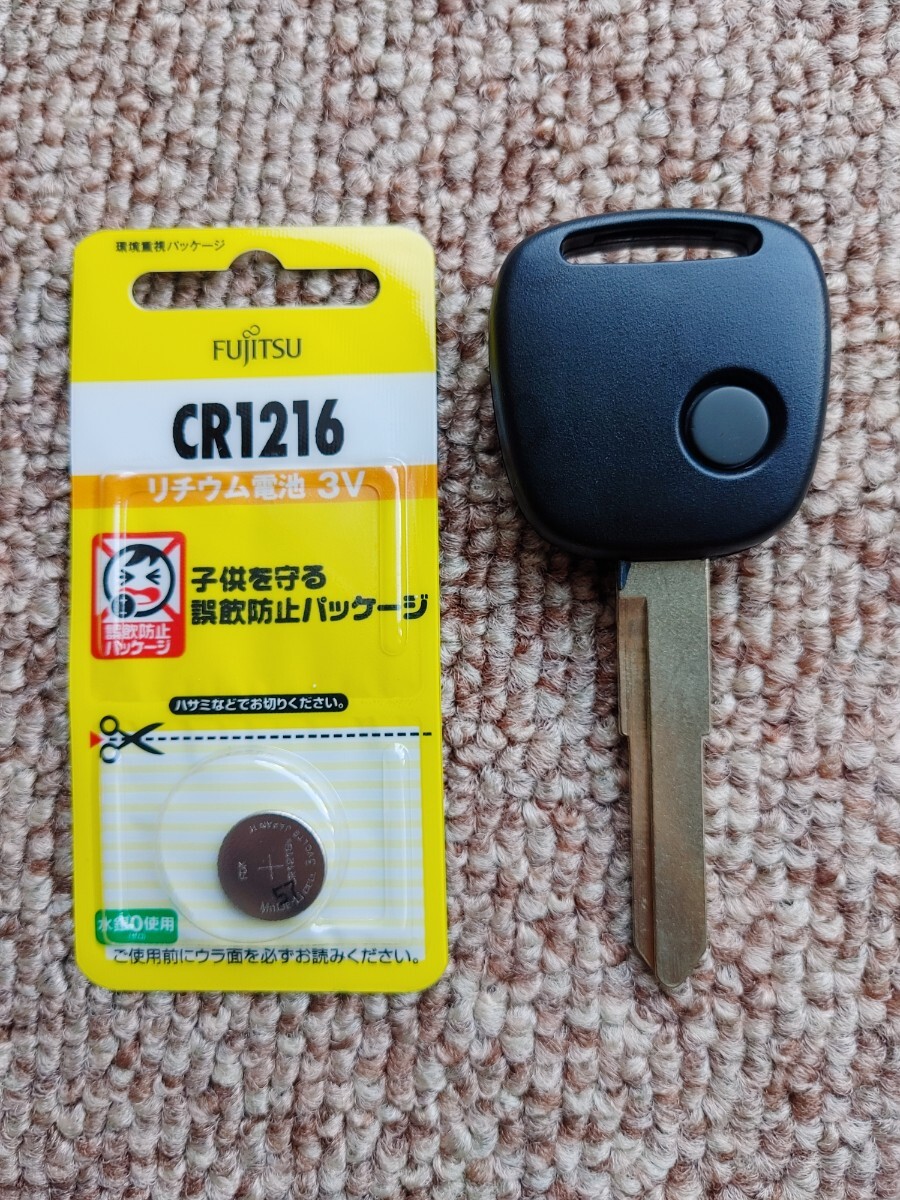 環境重視パッケージ
FUJITSU
CR1216
リチウム電池 3V
子供を守る
誤飲防止パッケージ
誤飲防止
パッケージ
ハサミなどでお切りください。
水銀0使用
(ゼロ)
ご使用前にウラ面を必ずお読みください。